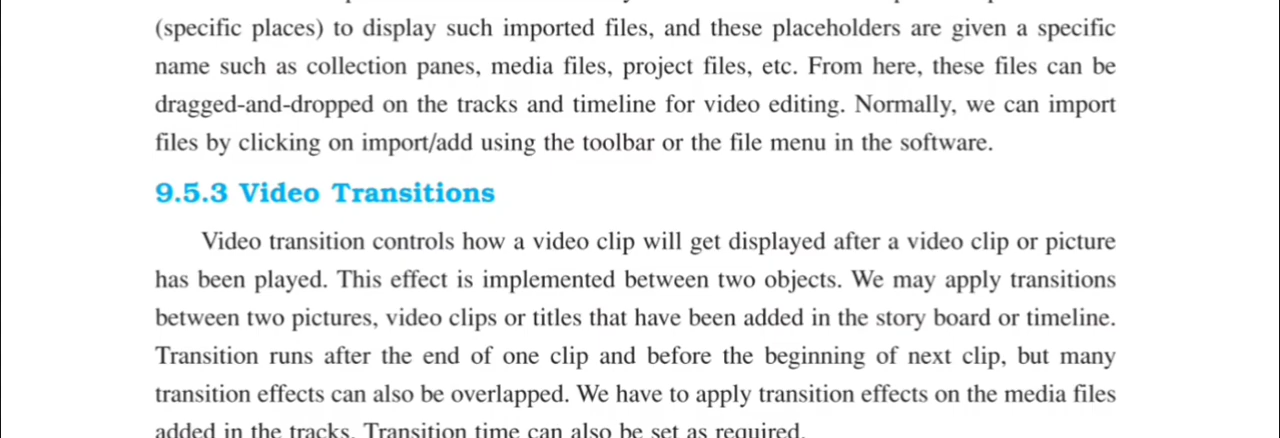 (specific places) to display such imported files, and these placeholders are given a specific
name such as collection panes, media files, project files, etc. From here, these files can be
dragged-and-dropped on the tracks and timeline for video editing. Normally, we can import
files by clicking on import/add using the toolbar or the file menu in the software.
9.5.3 Video Transitions
Video transition controls how a video clip will get displayed after a video clip or picture
has been played. This effect is implemented between two objects. We may apply transitions
between two pictures, video clips or titles that have been added in the story board or timeline.
Transition runs after the end of one clip and before the beginning of next clip, but many
transition effects can also be overlapped. We have to apply transition effects on the media files
added in the tracks. Transition time can also be set as required.